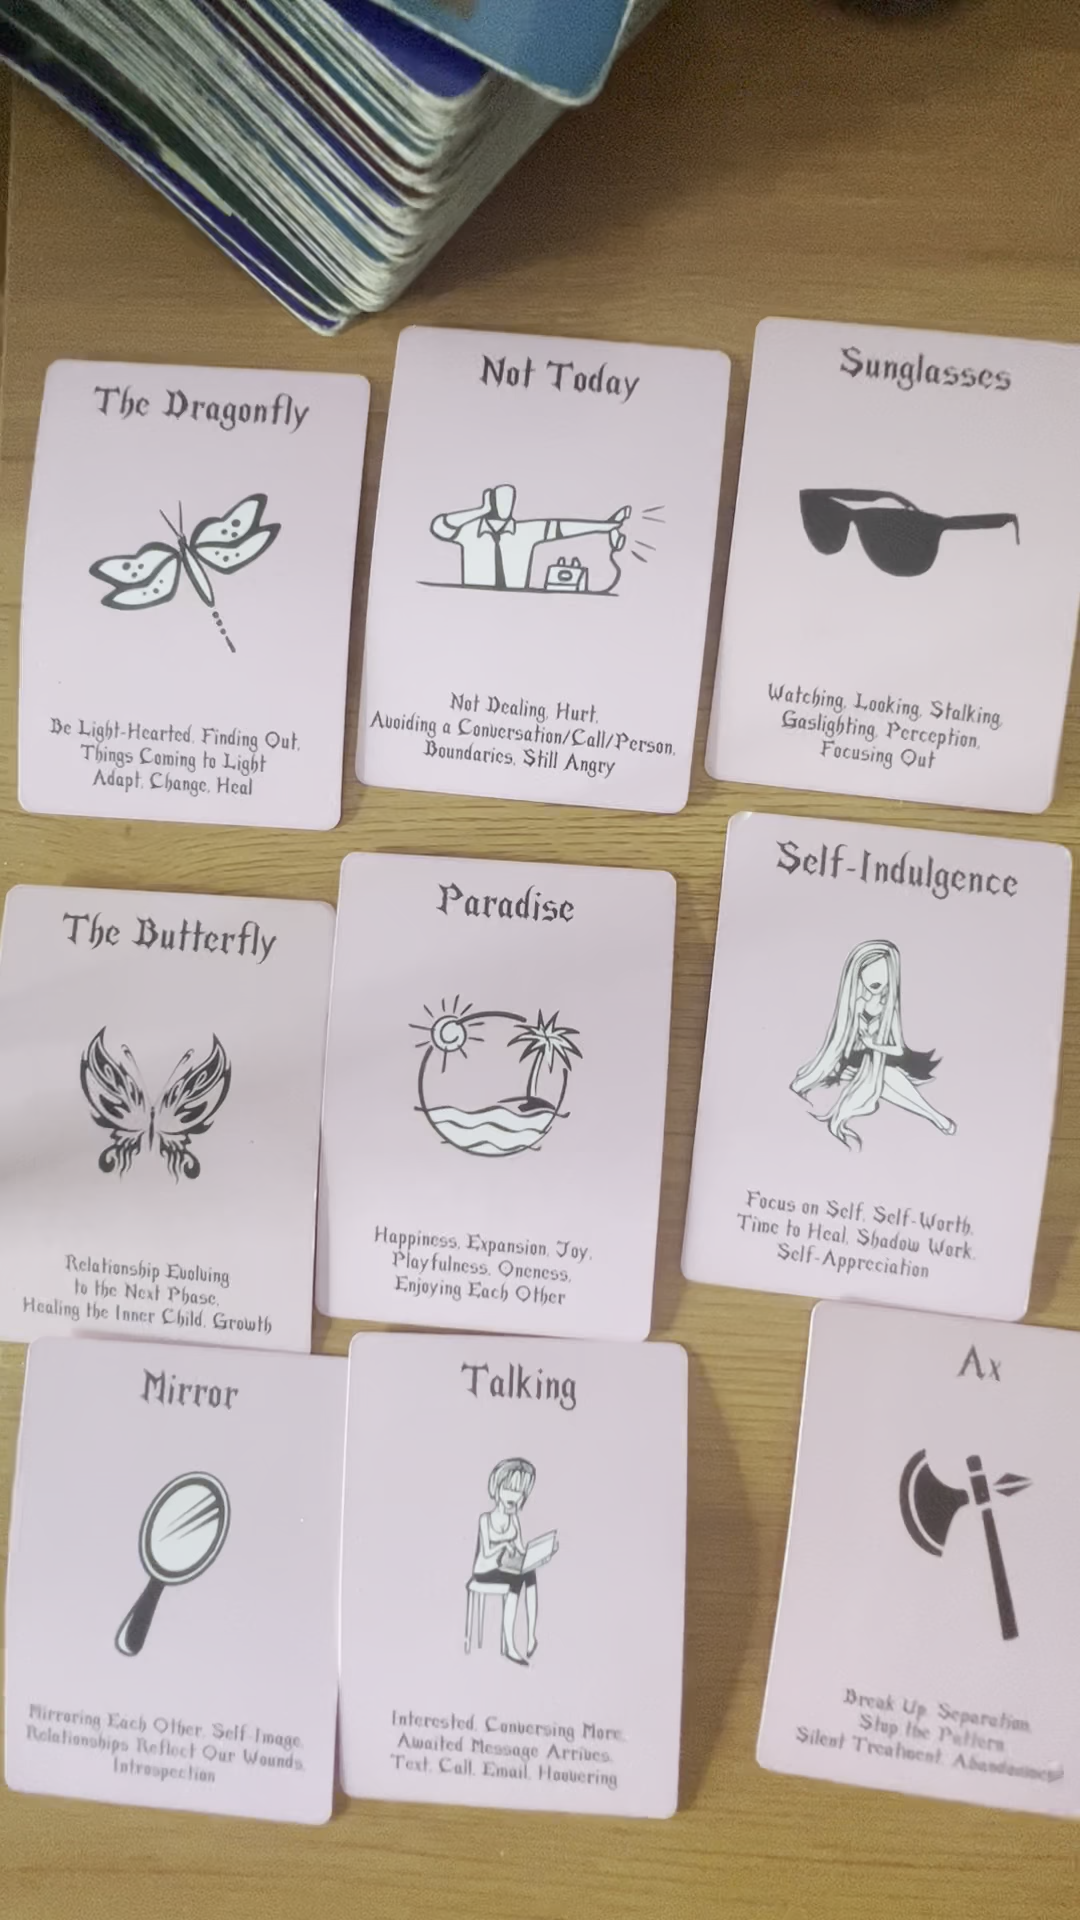 The Dragonfly
Be Light-Hearted, Finding Out,
Things Coming to Light
Adapt, Change, Heal
Not Today
Not Dealing, Hurt,
Avoiding a Conversation/Call/Person,
Boundaries, Still Angry
Sunglasses
Watching, Looking, Stalking,
Gaslighting, Perception,
Focusing Out
The Butterfly
Relationship Evolving
to the Next Phase,
Healing the Inner Child, Growth
Paradise
Happiness, Expansion, Joy,
Playfulness, Oneness,
Enjoying Each Other
Self-Indulgence
Focus on Self, Self-Worth,
Time to Heal, Shadow Work,
Self-Appreciation
Mirror
Mirroring Each Other, Self-Image,
Relationships Reflect Our Wounds,
Introspection
Talking
Interested, Conversing More,
Awaited Message Arrives,
Text, Call, Email, Hoovering
Ax
Break Up, Separation,
Stop the Pattern
Silent Treatment, Abandonment